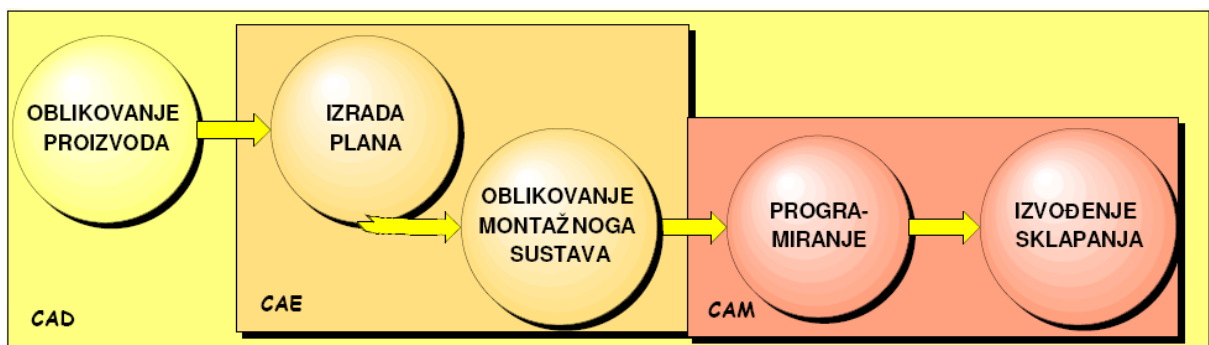 OBLIKOVANJE
PROIZVODA
IZRADA
PLANA
OBLIKOVANJE
MONTAŽNOGA
SUSTAVA
PROGRA-
MIRANJE
IZVOĐENJE
SKLAPANJA
CAD
CAE
CAM